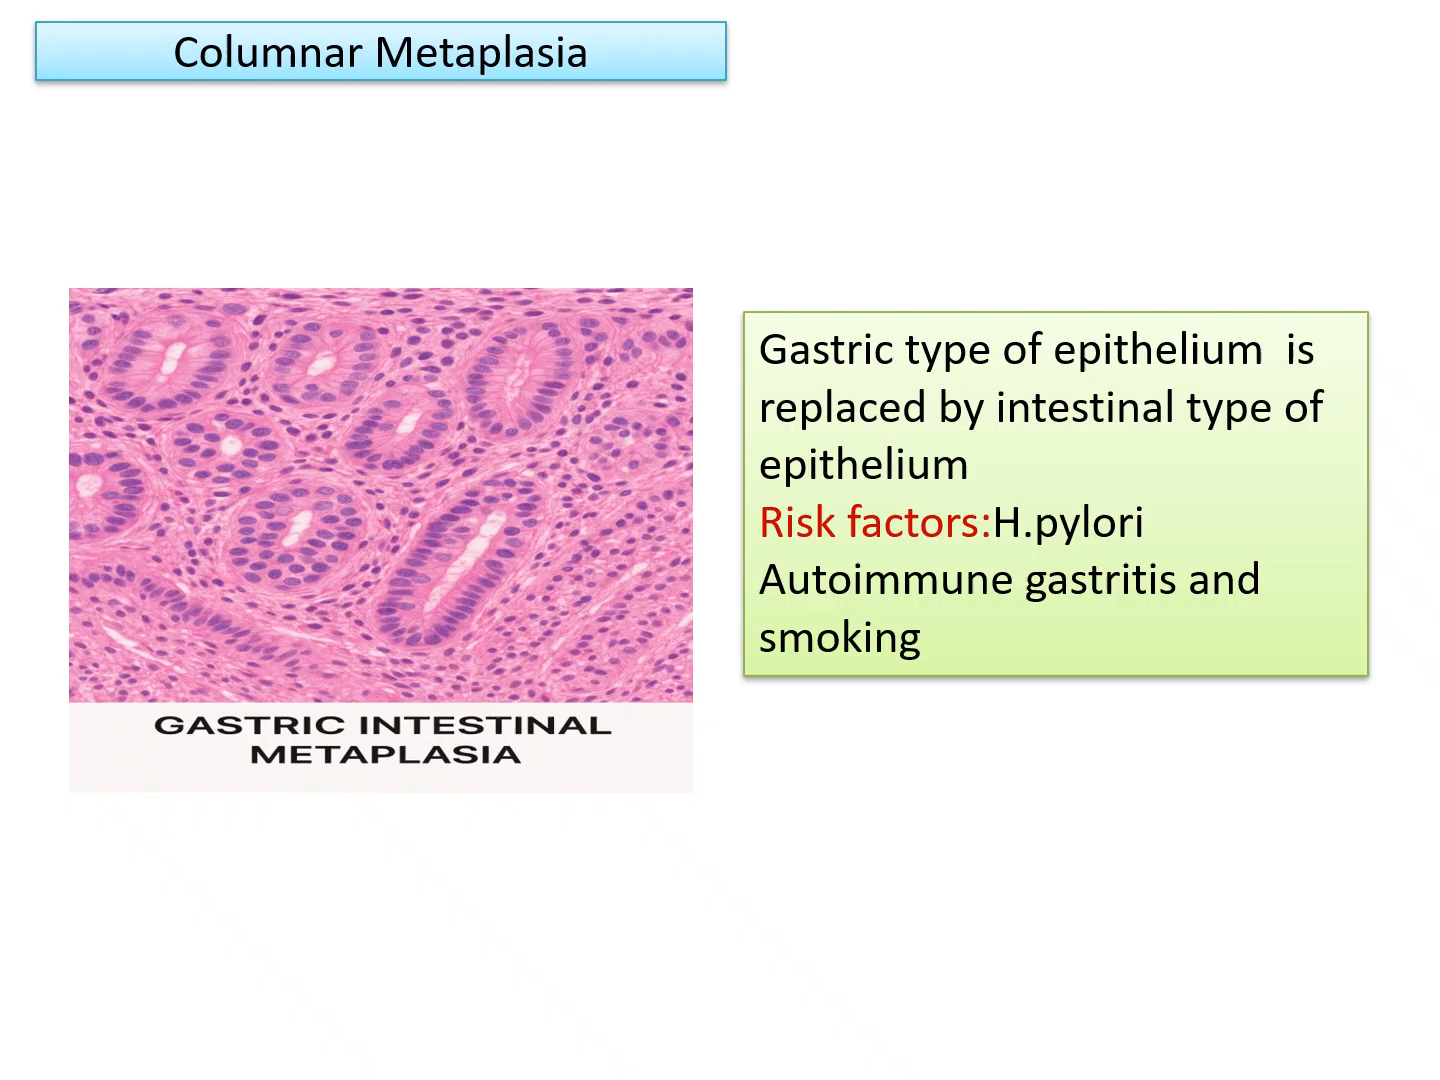 Columnar Metaplasia
Gastric type of epithelium  is
replaced by intestinal type of
epithelium
Risk factors:H.pylori
Autoimmune gastritis and
smoking
GASTRIC INTESTINAL
METAPLASIA